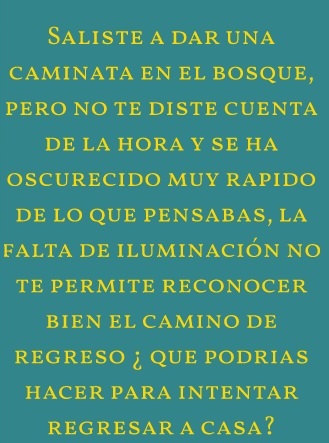 Saliste a dar una
caminata en el bosque,
pero no te diste cuenta
de la hora y se ha
oscurecido muy rapido
de lo que pensabas, la
falta de iluminación no
te permite reconocer
bien el camino de
regreso ¿ que podrias
hacer para intentar
regresar a casa?